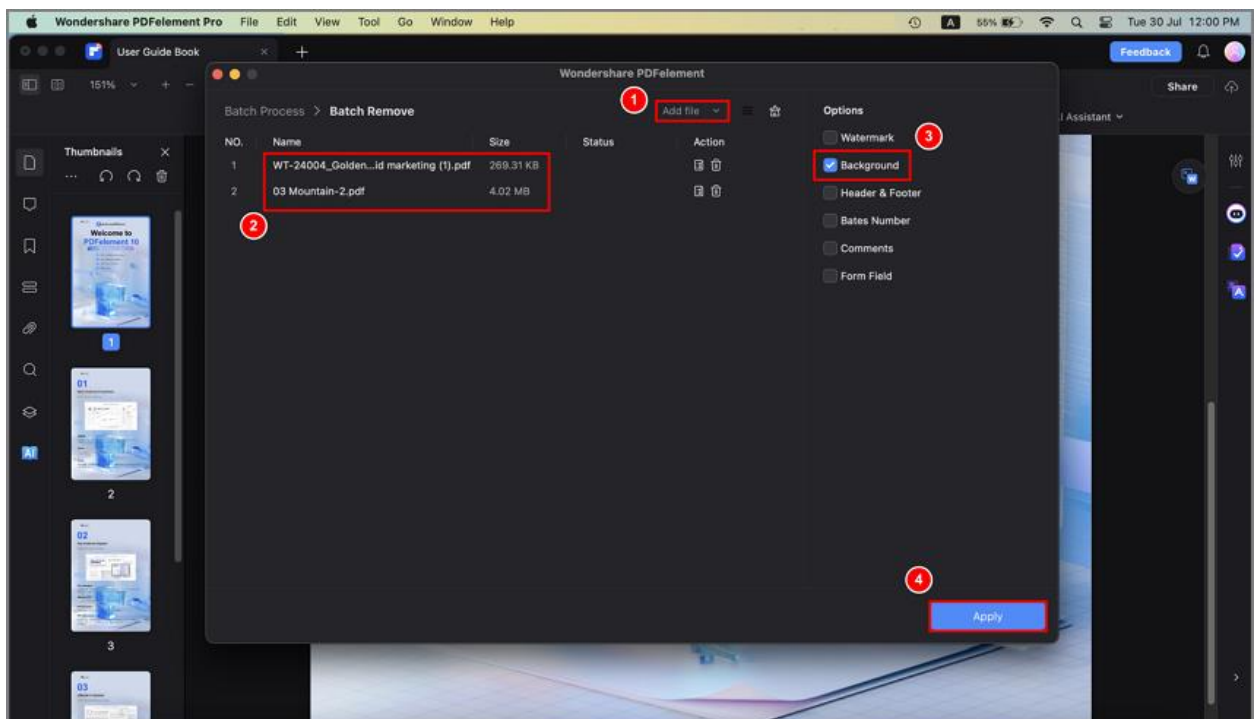 Wondershare PDFelement Pro File Edit View Tool Go Window Help A 55% Tue 30 Jul 12:00 PM
User Guide Book × + Feedback
Wondershare PDFelement
151% + − Share
Batch Process > Batch Remove 1 Add file Options
AI Assistant
Watermark 3
NO. Name Size Status Action
Thumbnails ×
1 WT-24004_Golden...id marketing (1).pdf 269.31 KB Background
2 03 Mountain-2.pdf 4.02 MB Header & Footer
2
Bates Number
Welcome to
PDFelement 10
Comments
Form Field
1
01
AI
2
02
4
Apply
3
03